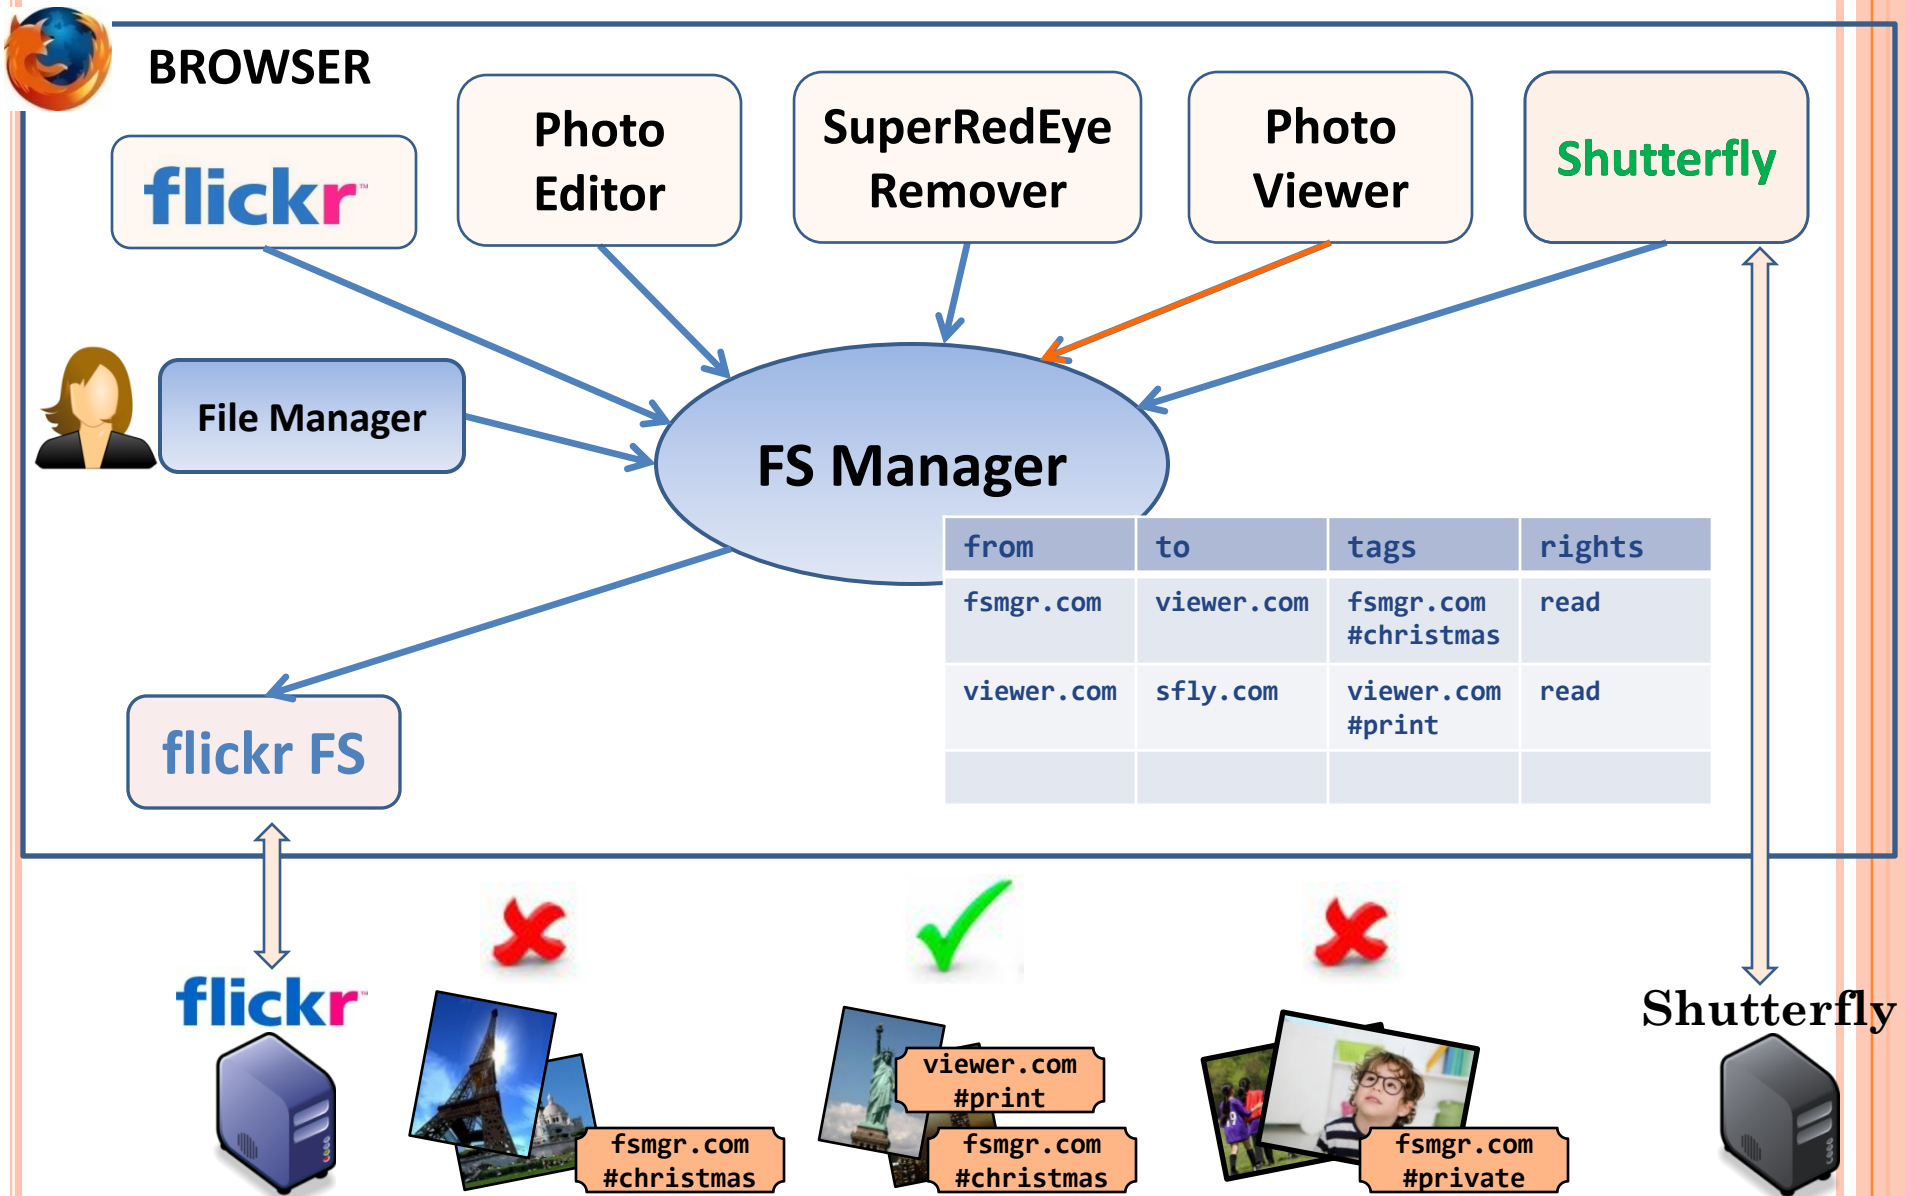 BROWSER
flickr™
Photo
Editor
SuperRedEye
Remover
Photo
Viewer
Shutterfly
File Manager
FS Manager
from to tags rights
fsmgr.com viewer.com fsmgr.com read
#christmas
viewer.com sfly.com viewer.com read
#print
flickr FS
flickr
Shutterfly
fsmgr.com
#christmas
viewer.com
#print
fsmgr.com
#christmas
fsmgr.com
#private